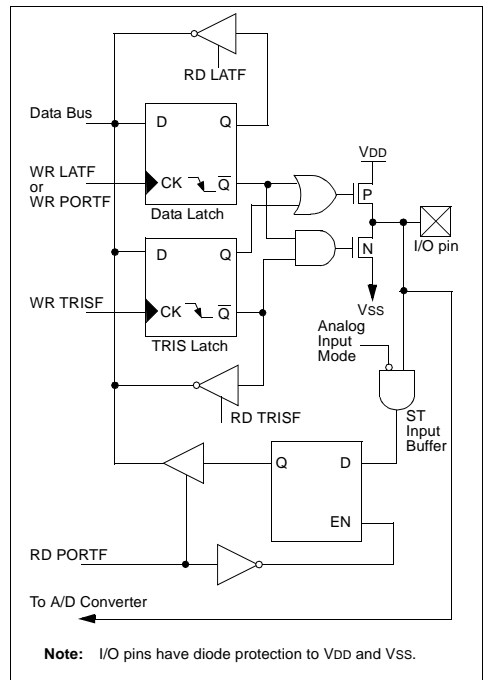 RD LATF
Data Bus
D
Q
WR LATF
or
WR PORTF
CK
Q
Data Latch
VDD
P
N
I/O pin
VSS
D
Q
WR TRISF
CK
Q
TRIS Latch
Analog
Input
Mode
ST
Input
Buffer
RD TRISF
Q
D
EN
RD PORTF
To A/D Converter
Note: I/O pins have diode protection to VDD and VSS.